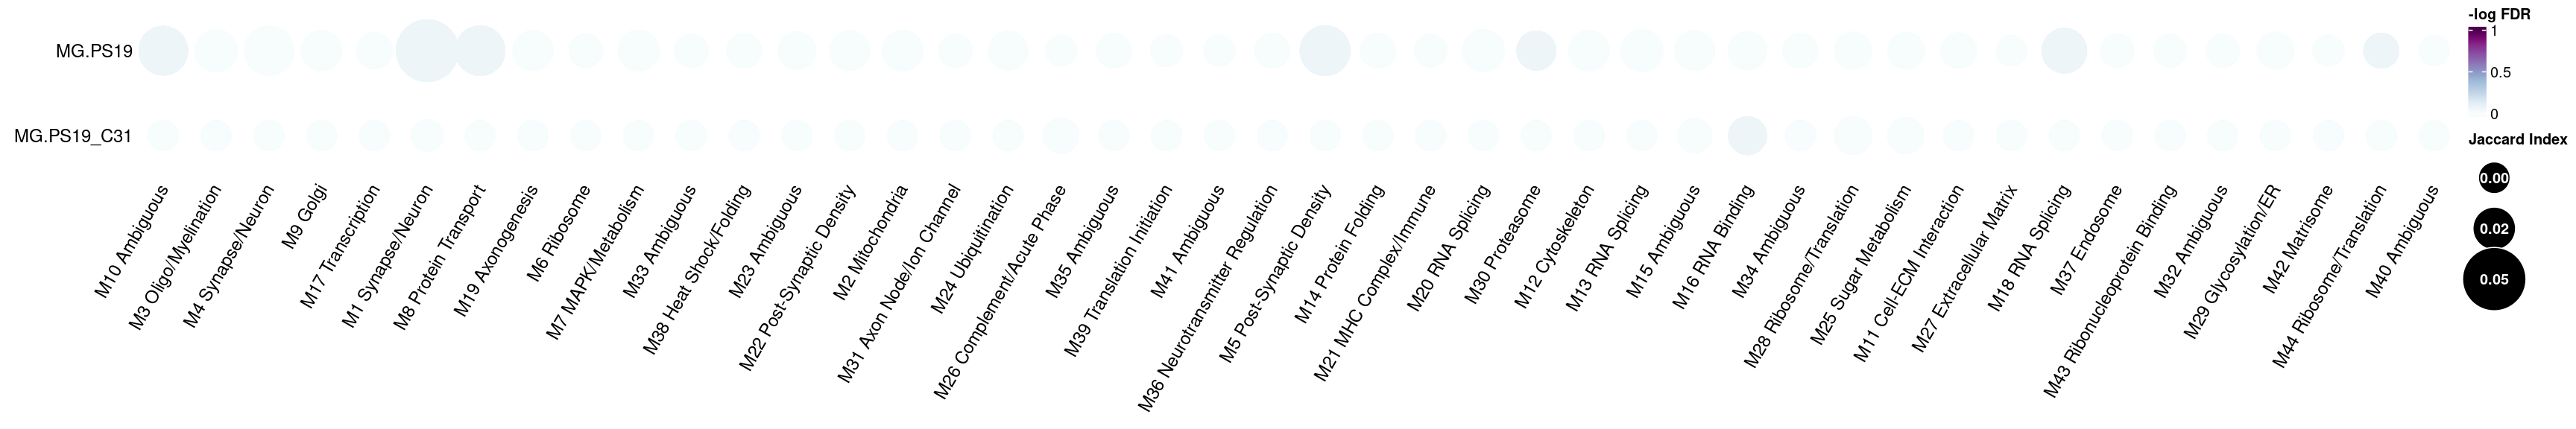 MG.PS19
MG.PS19_C31
M10 Ambiguous
M3 Oligo/Myelination
M4 Synapse/Neuron
M9 Golgi
M17 Transcription
M1 Synapse/Neuron
M8 Protein Transport
M19 Axonogenesis
M6 Ribosome
M7 MAPK/Metabolism
M33 Ambiguous
M38 Heat Shock/Folding
M23 Ambiguous
M22 Post-Synaptic Density
M2 Mitochondria
M31 Axon Node/Ion Channel
M24 Ubiquitination
M26 Complement/Acute Phase
M35 Ambiguous
M39 Translation Initiation
M41 Ambiguous
M36 Neurotransmitter Regulation
M5 Post-Synaptic Density
M14 Protein Folding
M21 MHC Complex/Immune
M20 RNA Splicing
M30 Proteasome
M12 Cytoskeleton
M13 RNA Splicing
M15 Ambiguous
M16 RNA Binding
M34 Ambiguous
M28 Ribosome/Translation
M25 Sugar Metabolism
M11 Cell-ECM Interaction
M27 Extracellular Matrix
M18 RNA Splicing
M37 Endosome
M43 Ribonucleoprotein Binding
M32 Ambiguous
M29 Glycosylation/ER
M42 Matrisome
M44 Ribosome/Translation
M40 Ambiguous
-log FDR
1
0.5
0
Jaccard Index
0.00
0.02
0.05